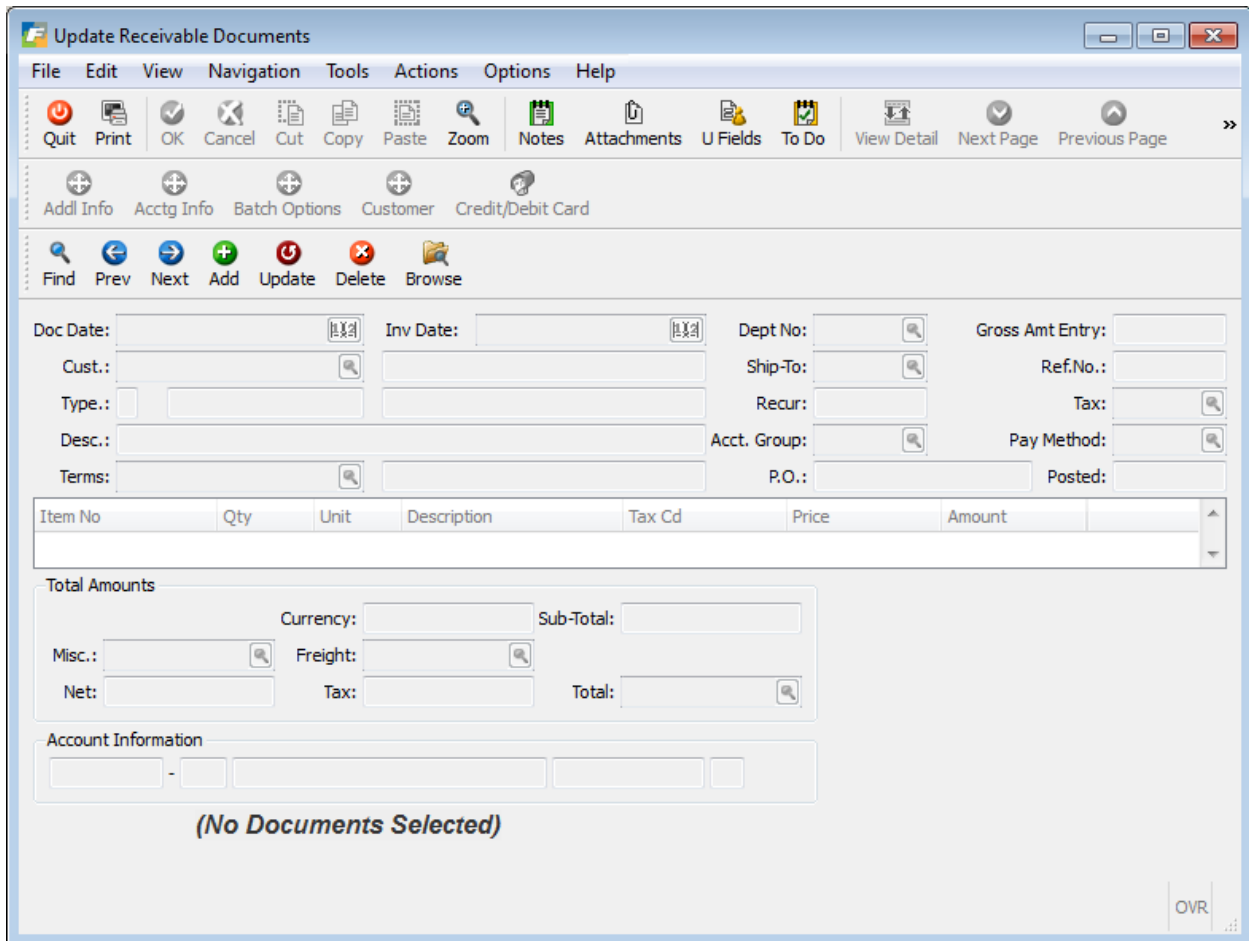 Update Receivable Documents
File Edit View Navigation Tools Actions Options Help
Quit Print OK Cancel Cut Copy Paste Zoom Notes Attachments U Fields To Do View Detail Next Page Previous Page »
Addl Info Acctg Info Batch Options Customer Credit/Debit Card
Find Prev Next Add Update Delete Browse
Doc Date: Inv Date: Dept No: Gross Amt Entry:
Cust.: Ship-To: Ref.No.:
Type.: Recur: Tax:
Desc.: Acct. Group: Pay Method:
Terms: P.O.: Posted:
Item No Qty Unit Description Tax Cd Price Amount
Total Amounts
Currency: Sub-Total:
Misc.: Freight:
Net: Tax: Total:
Account Information
-
(No Documents Selected)
OVR